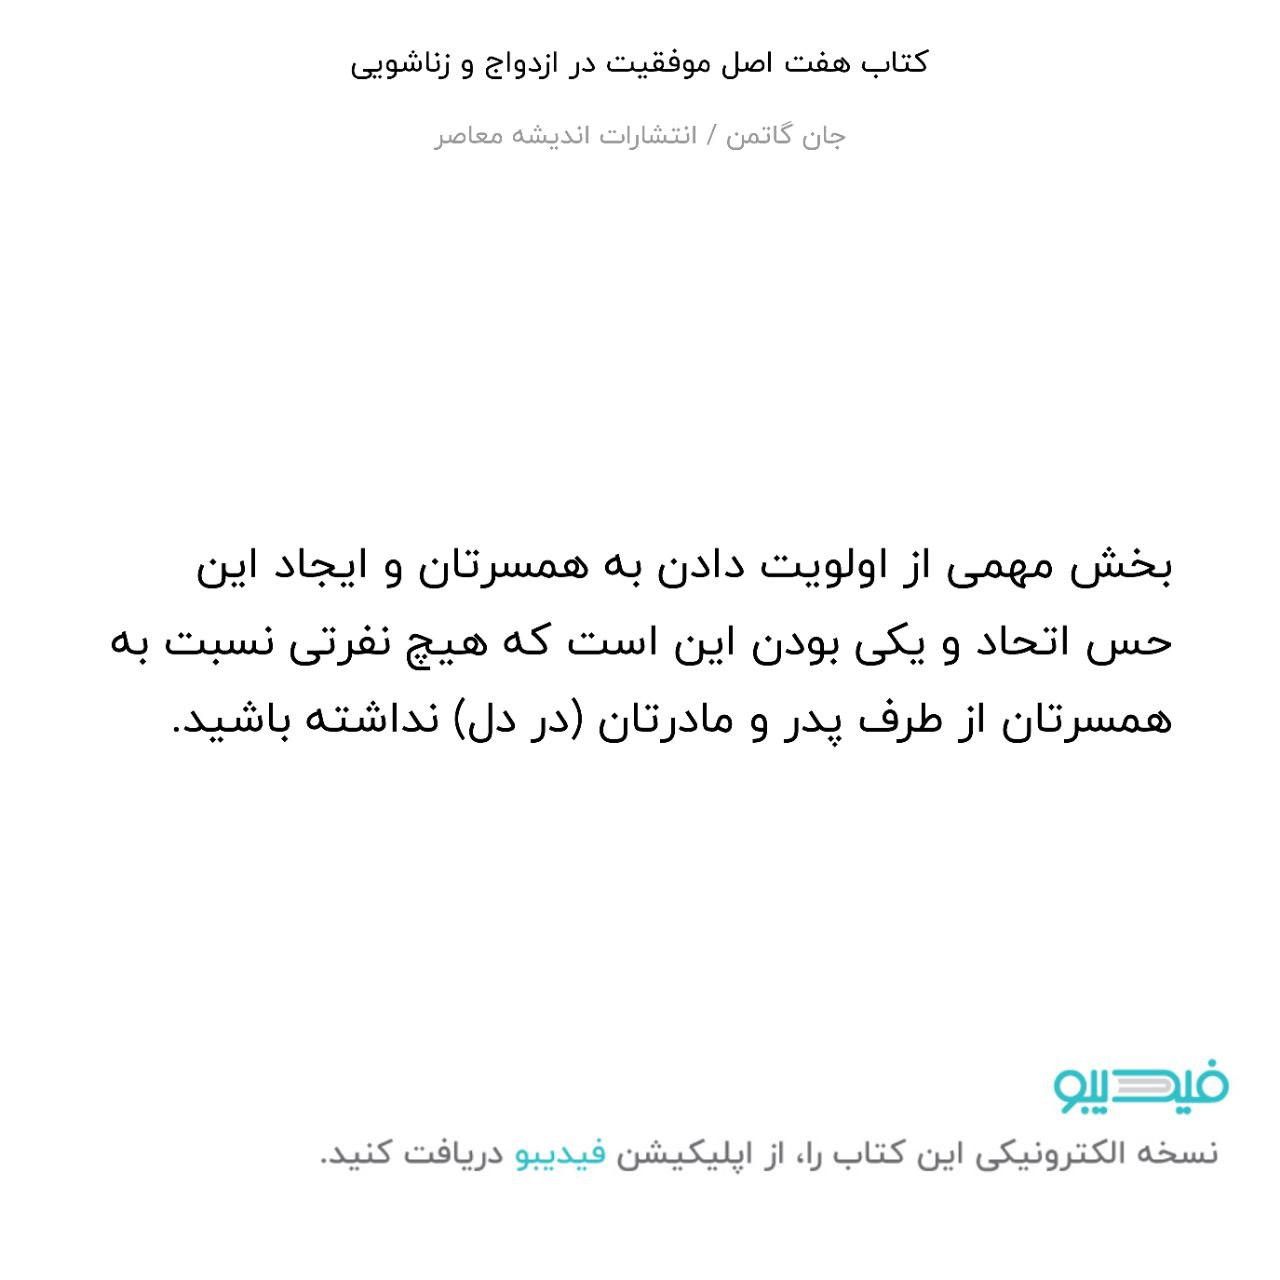 کتاب هفت اصل موفقیت در ازدواج و زناشویی
جان گاتمن / انتشارات اندیشه معاصر
بخش مهمی از اولویت دادن به همسرتان و ایجاد این
حس اتحاد و یکی بودن این است که هیچ نفرتی نسبت به
همسرتان از طرف پدر و مادرتان (در دل) نداشته باشید.
فیدیبو
نسخه الکترونیکی این کتاب را، از اپلیکیشن فیدیبو دریافت کنید.